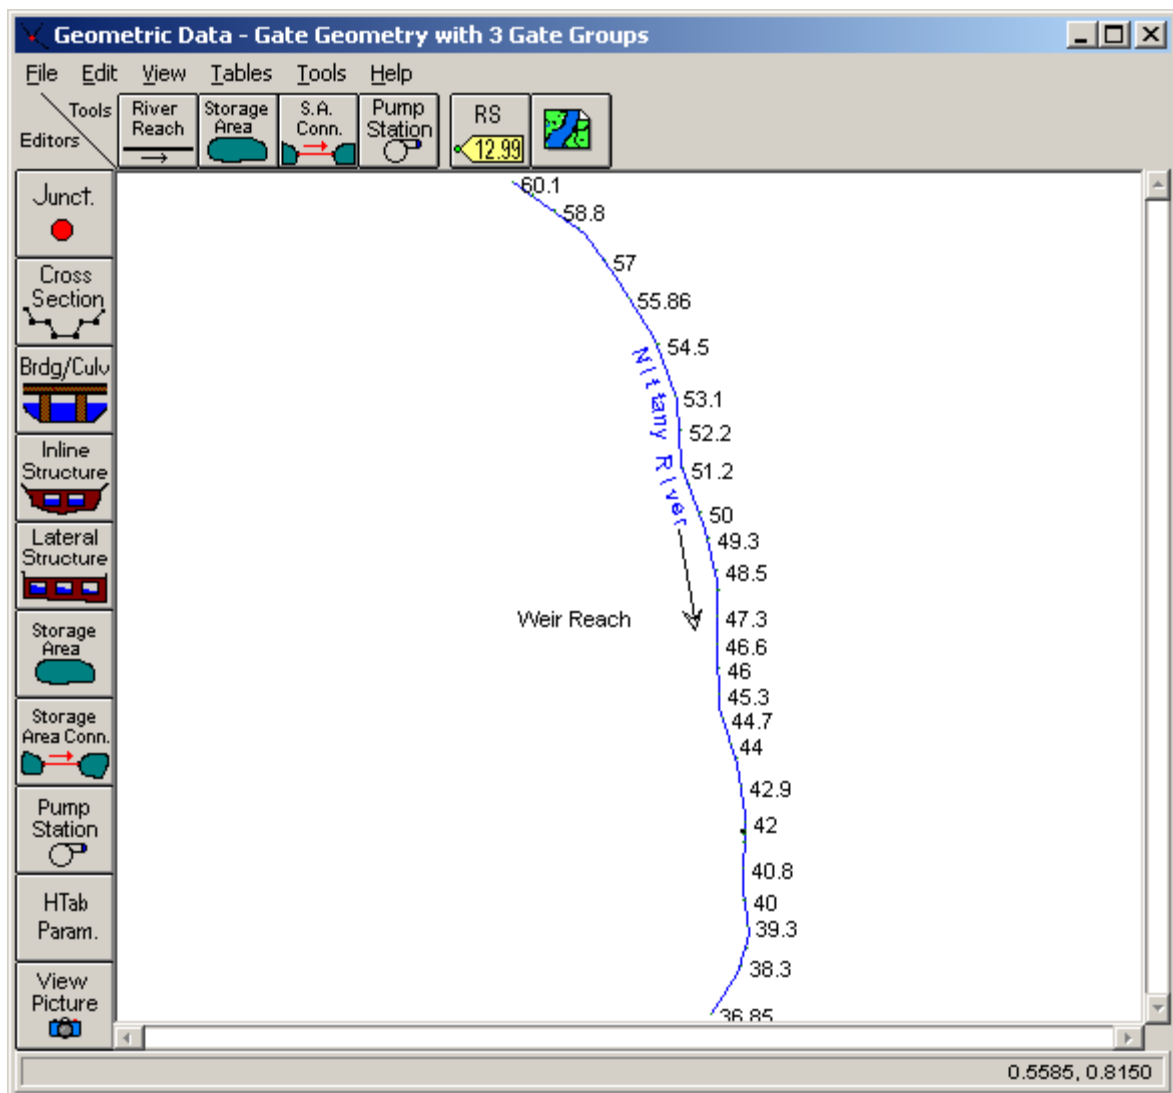 Geometric Data - Gate Geometry with 3 Gate Groups
File Edit View Tables Tools Help
Tools
Editors
River
Reach
Storage
Area
S.A.
Conn.
Pump
Station
RS
12.99
Junct.
Cross
Section
Brdg/Culv
Inline
Structure
Lateral
Structure
Storage
Area
Storage
Area Conn.
Pump
Station
HTab
Param.
View
Picture
60.1
58.8
57
55.86
54.5
53.1
52.2
51.2
50
49.3
48.5
47.3
46.6
46
45.3
44.7
44
42.9
42
40.8
40
39.3
38.3
36.85
Nittany River
Weir Reach
0.5585, 0.8150